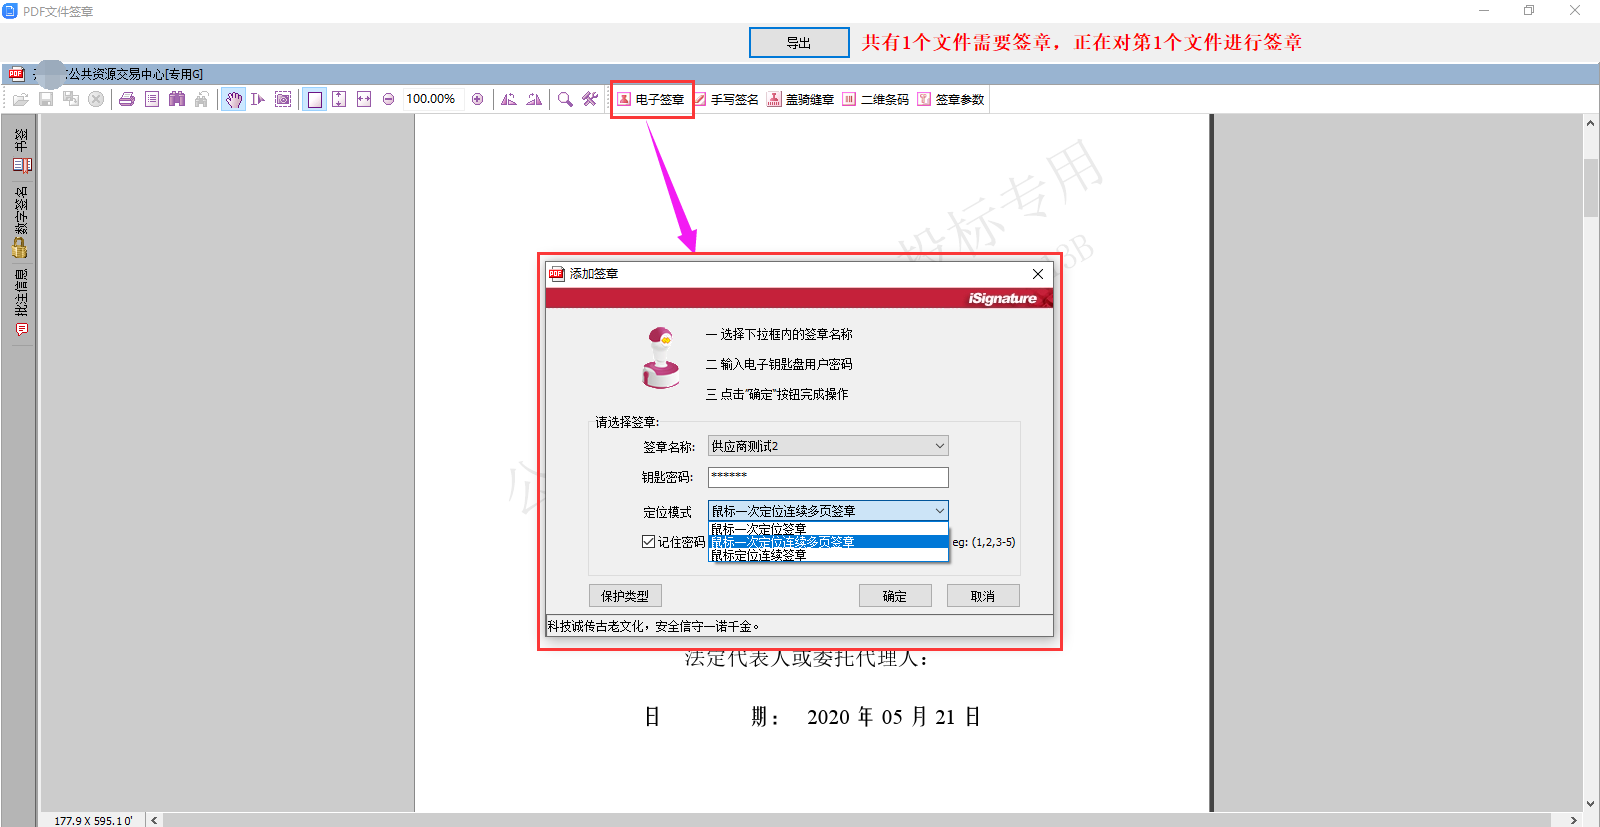 PDF文件签章
导出
共有1个文件需要签章，正在对第1个文件进行签章
公共资源交易中心[专用G]
100.00%
电子签章
手写签名
盖骑缝章
二维条码
签章参数
书签
数字签名
批注信息
投标专用
18B
添加签章
iSignature
一 选择下拉框内的签章名称
二 输入电子钥匙盘用户密码
三 点击"确定"按钮完成操作
请选择签章:
签章名称: 供应商测试2
钥匙密码: ******
定位模式 鼠标一次定位连续多页签章
鼠标一次定位签章
鼠标一次定位连续多页签章
鼠标定位连续签章
记住密码
eg: (1,2,3-5)
保护类型
确定
取消
科技诚传古老文化，安全信守一诺千金。
公
法定代表人或委托代理人：
日 期： 2020 年 05 月 21 日
177.9 X 595.1 0'